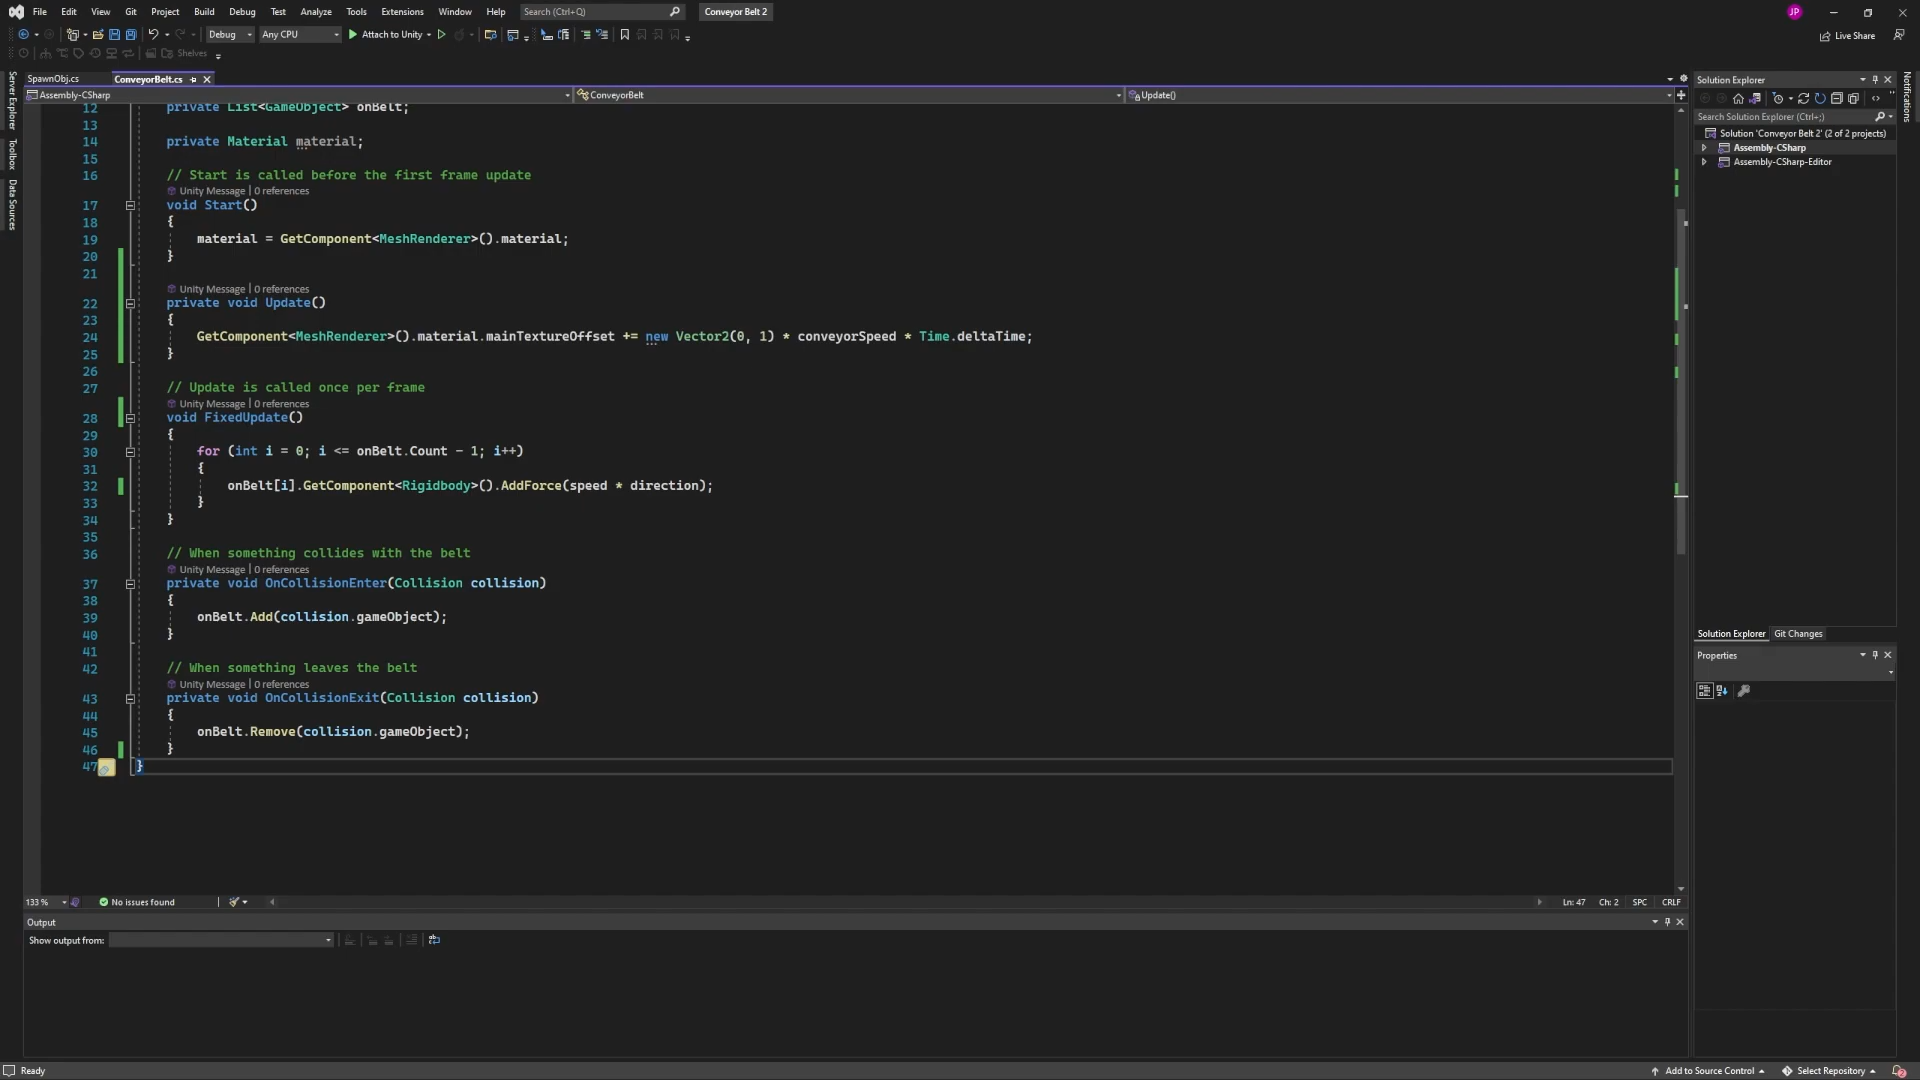 File Edit View Git Project Build Debug Test Analyze Tools Extensions Window Help Search (Ctrl+Q) Conveyor Belt 2 JP
Debug Any CPU Attach to Unity Live Share
Shelves
SpawnObj.cs ConveyorBelt.cs
Assembly-CSharp ConveyorBelt Update()
Server Explorer
Toolbox
Data Sources
12 private List<GameObject> onBelt;
13
14 private Material material;
15
16 // Start is called before the first frame update
Unity Message | 0 references
17 void Start()
18 {
19 material = GetComponent<MeshRenderer>().material;
20 }
21
Unity Message | 0 references
22 private void Update()
23 {
24 GetComponent<MeshRenderer>().material.mainTextureOffset += new Vector2(0, 1) * conveyorSpeed * Time.deltaTime;
25 }
26
27 // Update is called once per frame
Unity Message | 0 references
28 void FixedUpdate()
29 {
30 for (int i = 0; i <= onBelt.Count - 1; i++)
31 {
32 onBelt[i].GetComponent<Rigidbody>().AddForce(speed * direction);
33 }
34 }
35
36 // When something collides with the belt
Unity Message | 0 references
37 private void OnCollisionEnter(Collision collision)
38 {
39 onBelt.Add(collision.gameObject);
40 }
41
42 // When something leaves the belt
Unity Message | 0 references
43 private void OnCollisionExit(Collision collision)
44 {
45 onBelt.Remove(collision.gameObject);
46 }
47 }
133 % No issues found Ln: 47 Ch: 2 SPC CRLF
Output
Show output from:
Solution Explorer
Search Solution Explorer (Ctrl+;)
Solution 'Conveyor Belt 2' (2 of 2 projects)
Assembly-CSharp
Assembly-CSharp-Editor
Solution Explorer Git Changes
Properties
Notifications
Ready Add to Source Control Select Repository 2